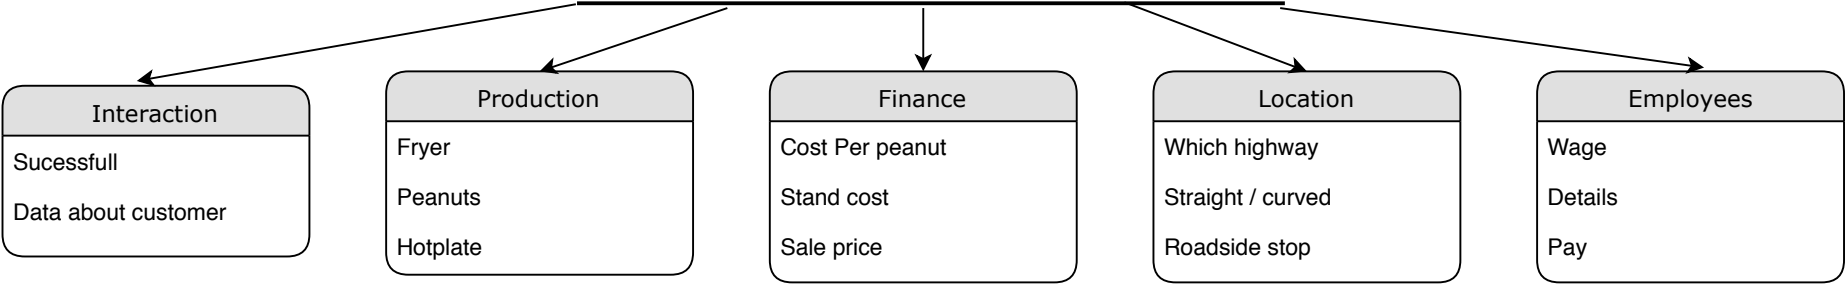 Interaction
Sucessfull
Data about customer
Production
Fryer
Peanuts
Hotplate
Finance
Cost Per peanut
Stand cost
Sale price
Location
Which highway
Straight / curved
Roadside stop
Employees
Wage
Details
Pay